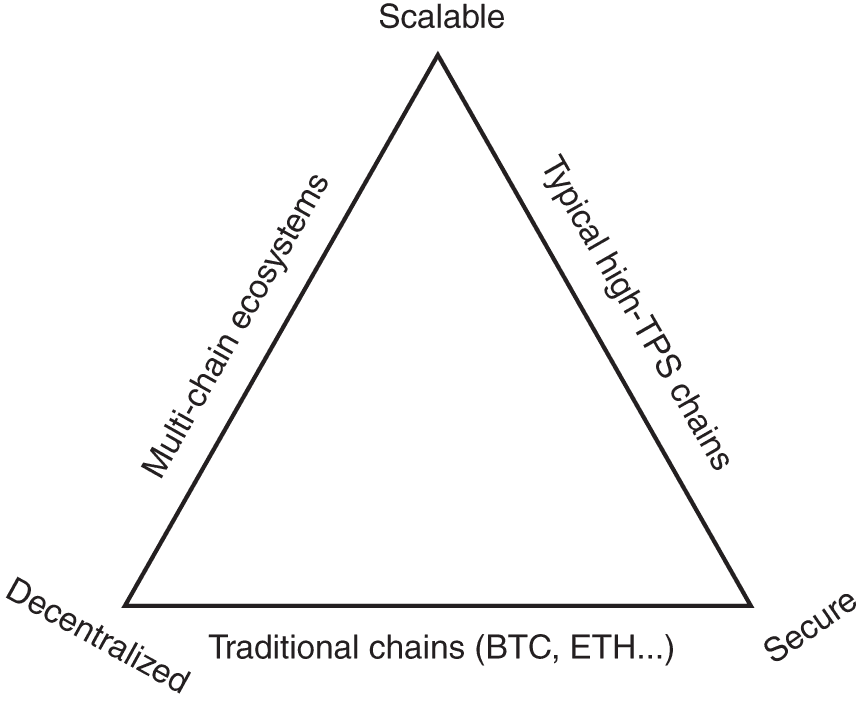 Scalable
Multi-chain ecosystems
Typical high-TPS chains
Decentralized
Traditional chains (BTC, ETH...)
Secure